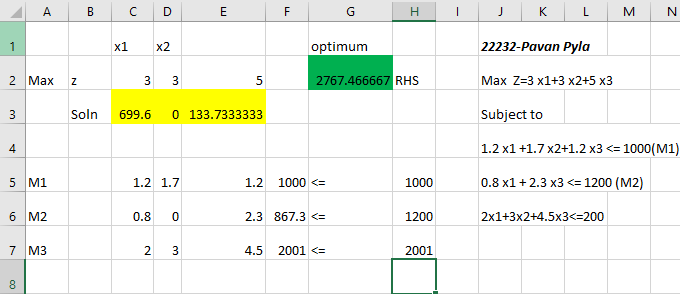 A B C D E F G H I J K L M N
1 x1 x2 optimum 22232-Pavan Pyla
2 Max z 3 3 5 2767.466667 RHS Max Z=3 x1+3 x2+5 x3
3 Soln 699.6 0 133.7333333 Subject to
4 1.2 x1 +1.7 x2+1.2 x3 <= 1000(M1)
5 M1 1.2 1.7 1.2 1000 <= 1000 0.8 x1 + 2.3 x3 <= 1200 (M2)
6 M2 0.8 0 2.3 867.3 <= 1200 2x1+3x2+4.5x3<=200
7 M3 2 3 4.5 2001 <= 2001
8